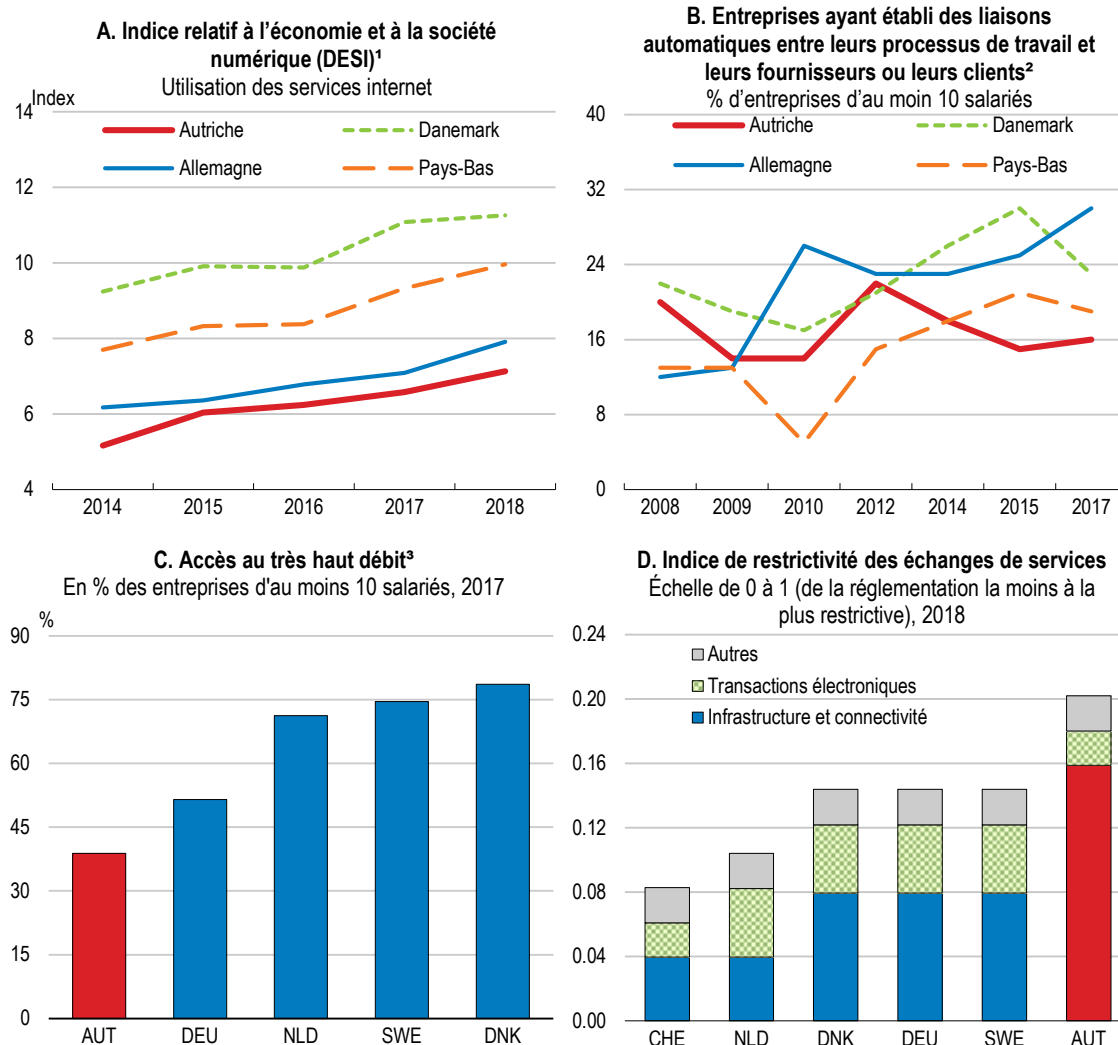 A. Indice relatif à l’économie et à la société
numérique (DESI)¹
Utilisation des services internet
Index
14
12
10
8
6
4
Autriche
Danemark
Allemagne
Pays-Bas
2014 2015 2016 2017 2018
B. Entreprises ayant établi des liaisons
automatiques entre leurs processus de travail et
leurs fournisseurs ou leurs clients²
% d’entreprises d’au moin 10 salariés
40
32
24
16
8
0
Autriche
Danemark
Allemagne
Pays-Bas
2008 2009 2010 2012 2014 2015 2017
C. Accès au très haut débit³
En % des entreprises d'au moins 10 salariés, 2017
%
90
75
60
45
30
15
0
AUT DEU NLD SWE DNK
D. Indice de restrictivité des échanges de services
Échelle de 0 à 1 (de la réglementation la moins à la
plus restrictive), 2018
0.24
0.20
0.16
0.12
0.08
0.04
0.00
Autres
Transactions électroniques
Infrastructure et connectivité
CHE NLD DNK DEU SWE AUT